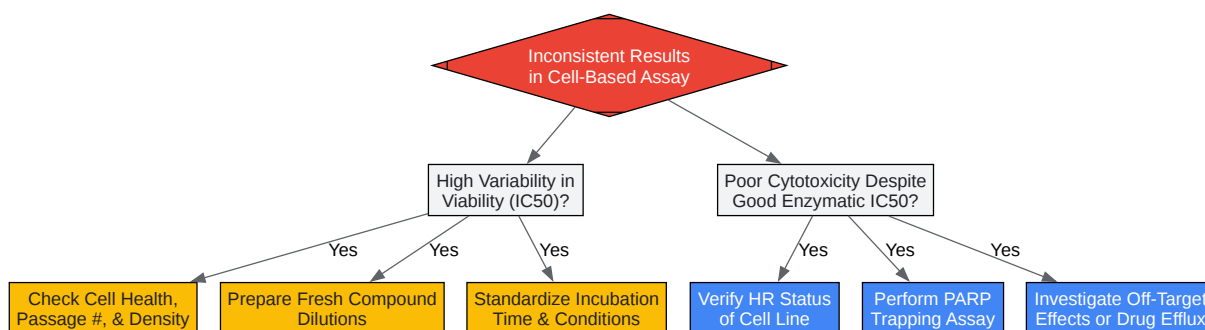 Inconsistent Results
in Cell-Based Assay
High Variability in
Viability (IC50)?
Poor Cytotoxicity Despite
Good Enzymatic IC50?
Yes
Yes
Yes
Yes
Yes
Yes
Check Cell Health,
Passage #, & Density
Prepare Fresh Compound
Dilutions
Standardize Incubation
Time & Conditions
Verify HR Status
of Cell Line
Perform PARP
Trapping Assay
Investigate Off-Target
Effects or Drug Efflux